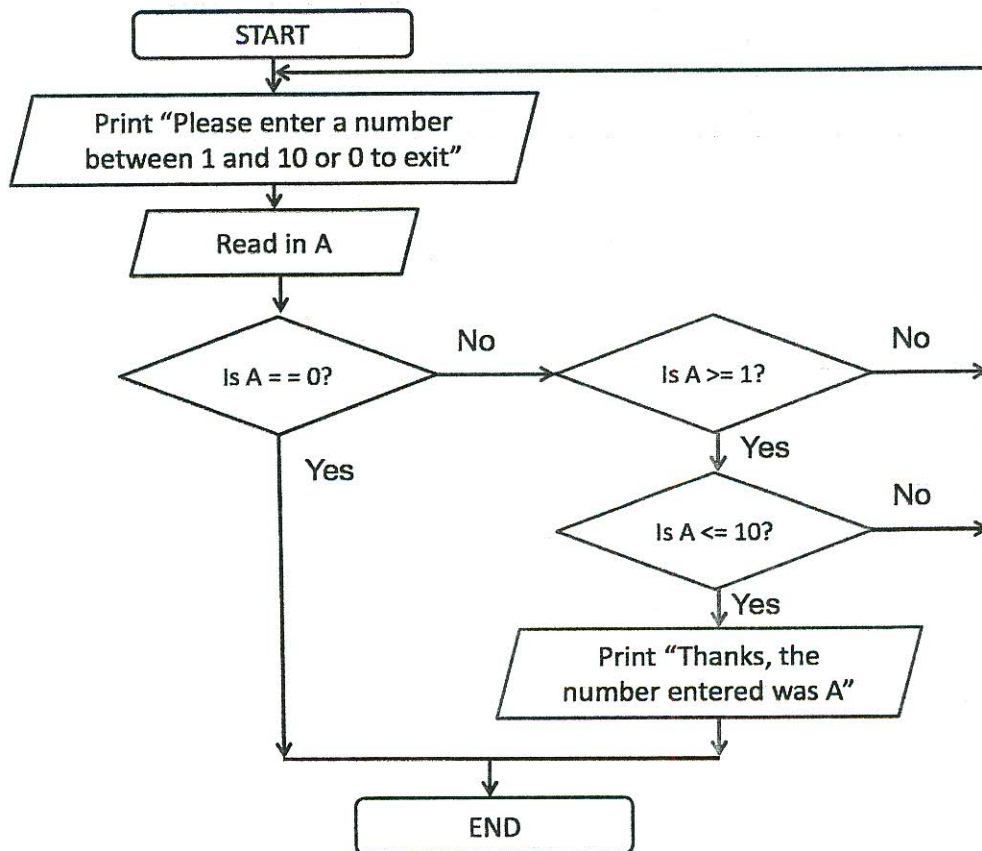 START
Print “Please enter a number
between 1 and 10 or 0 to exit”
Read in A
Is A = = 0?
No
Is A >= 1?
No
Yes
Yes
Is A <= 10?
No
Yes
Print “Thanks, the
number entered was A”
END